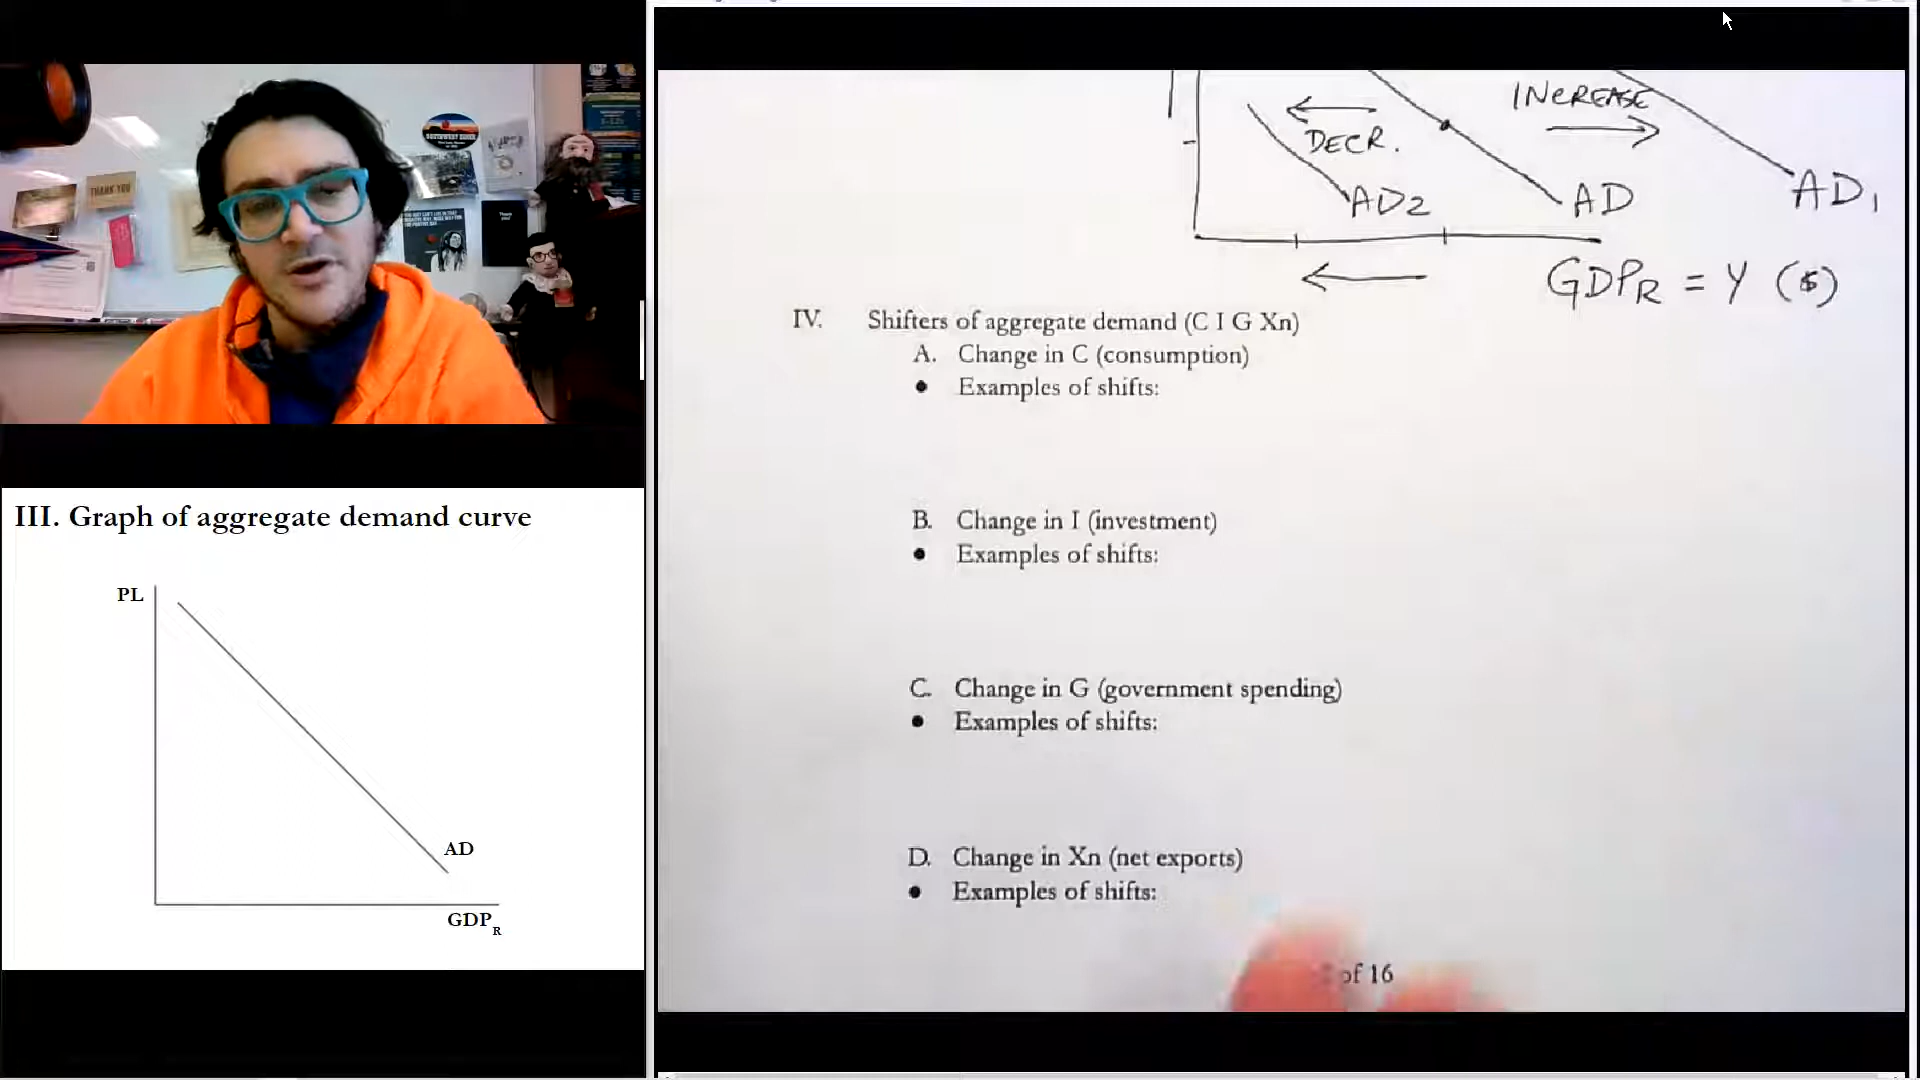 THANK YOU
III. Graph of aggregate demand curve
PL
AD
GDP
R
INCREASE
DECR.
AD2
AD
AD1
GDPR = Y ($)
IV. Shifters of aggregate demand (C I G Xn)
A. Change in C (consumption)
● Examples of shifts:
B. Change in I (investment)
● Examples of shifts:
C. Change in G (government spending)
● Examples of shifts:
D. Change in Xn (net exports)
● Examples of shifts:
of 16